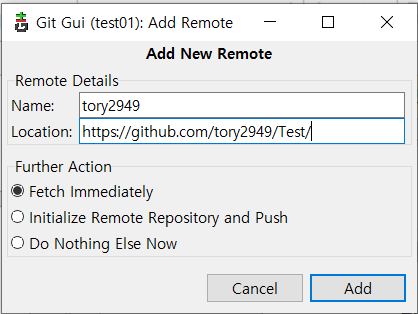 Git Gui (test01): Add Remote
Add New Remote
Remote Details
Name: tory2949
Location: https://github.com/tory2949/Test/
Further Action
Fetch Immediately
Initialize Remote Repository and Push
Do Nothing Else Now
Cancel Add